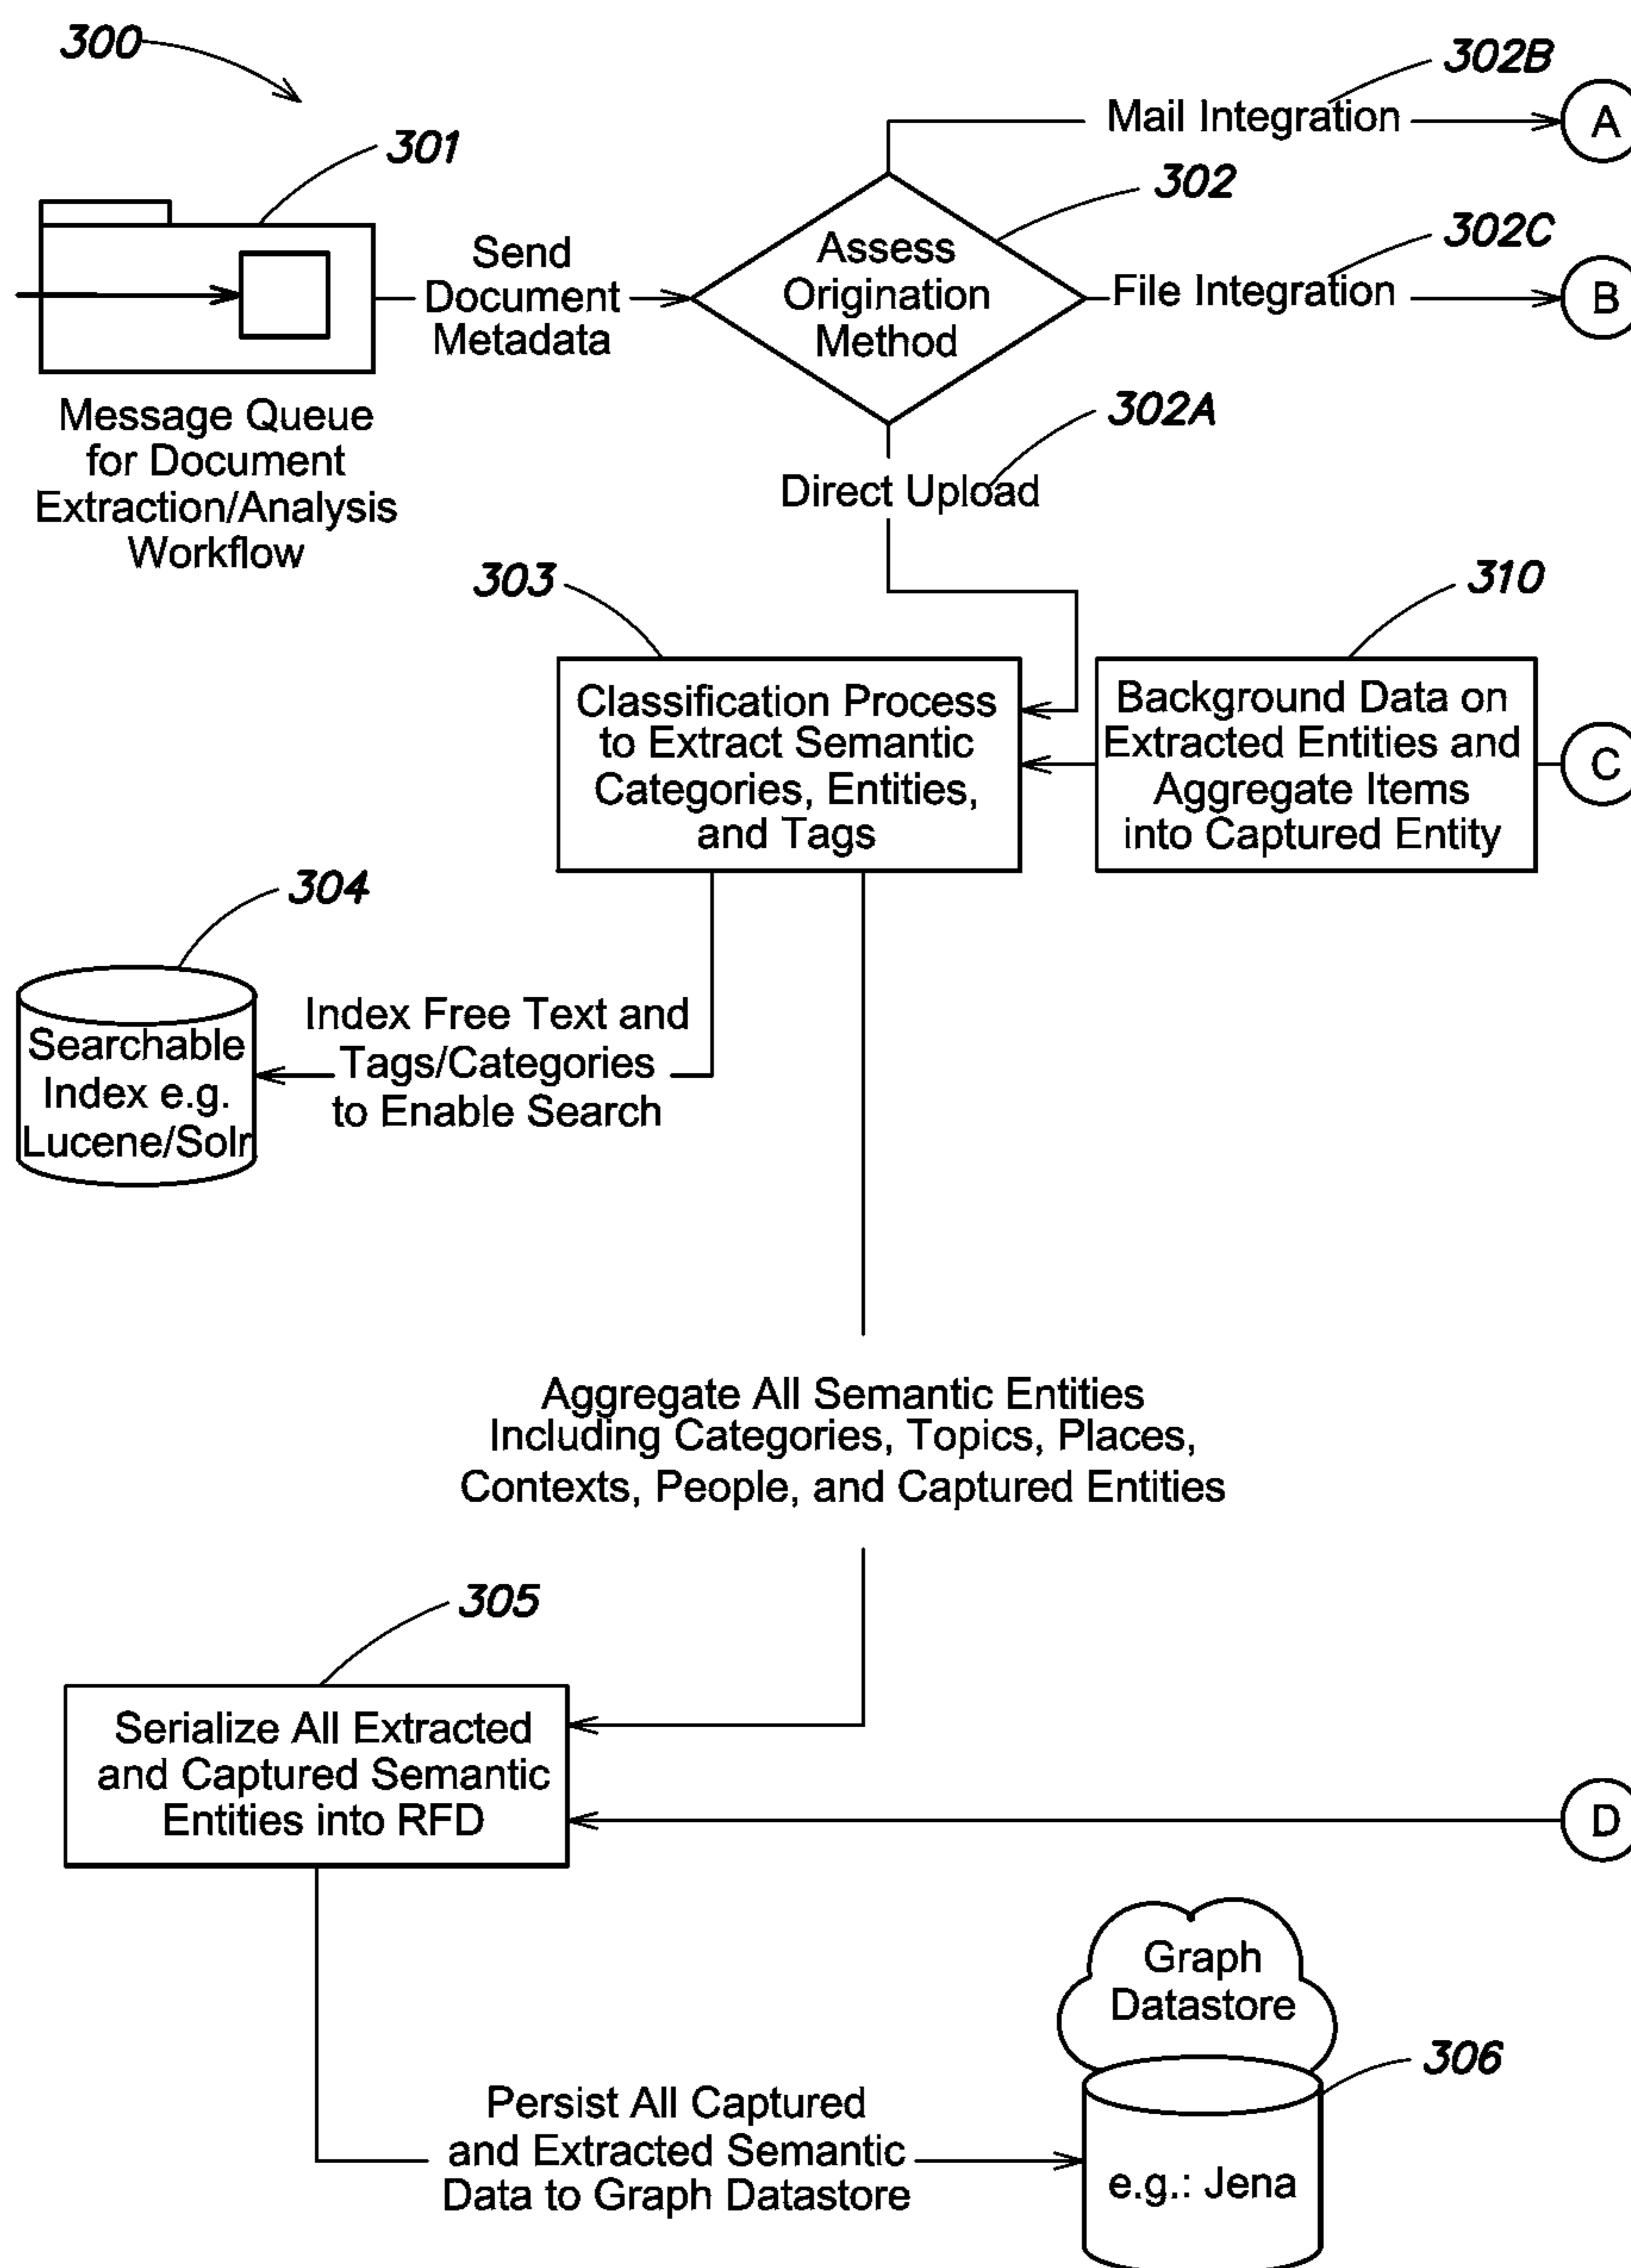 300
302B
Mail Integration
A
301
302
302C
Send
Document
Metadata
Assess
Origination
Method
File Integration
B
Message Queue
for Document
Extraction/Analysis
Workflow
302A
Direct Upload
303
310
Classification Process
to Extract Semantic
Categories, Entities,
and Tags
Background Data on
Extracted Entities and
Aggregate Items
into Captured Entity
C
304
Searchable
Index e.g.
Lucene/Solr
Index Free Text and
Tags/Categories
to Enable Search
Aggregate All Semantic Entities
Including Categories, Topics, Places,
Contexts, People, and Captured Entities
305
Serialize All Extracted
and Captured Semantic
Entities into RFD
D
Graph
Datastore
306
Persist All Captured
and Extracted Semantic
Data to Graph Datastore
e.g.: Jena